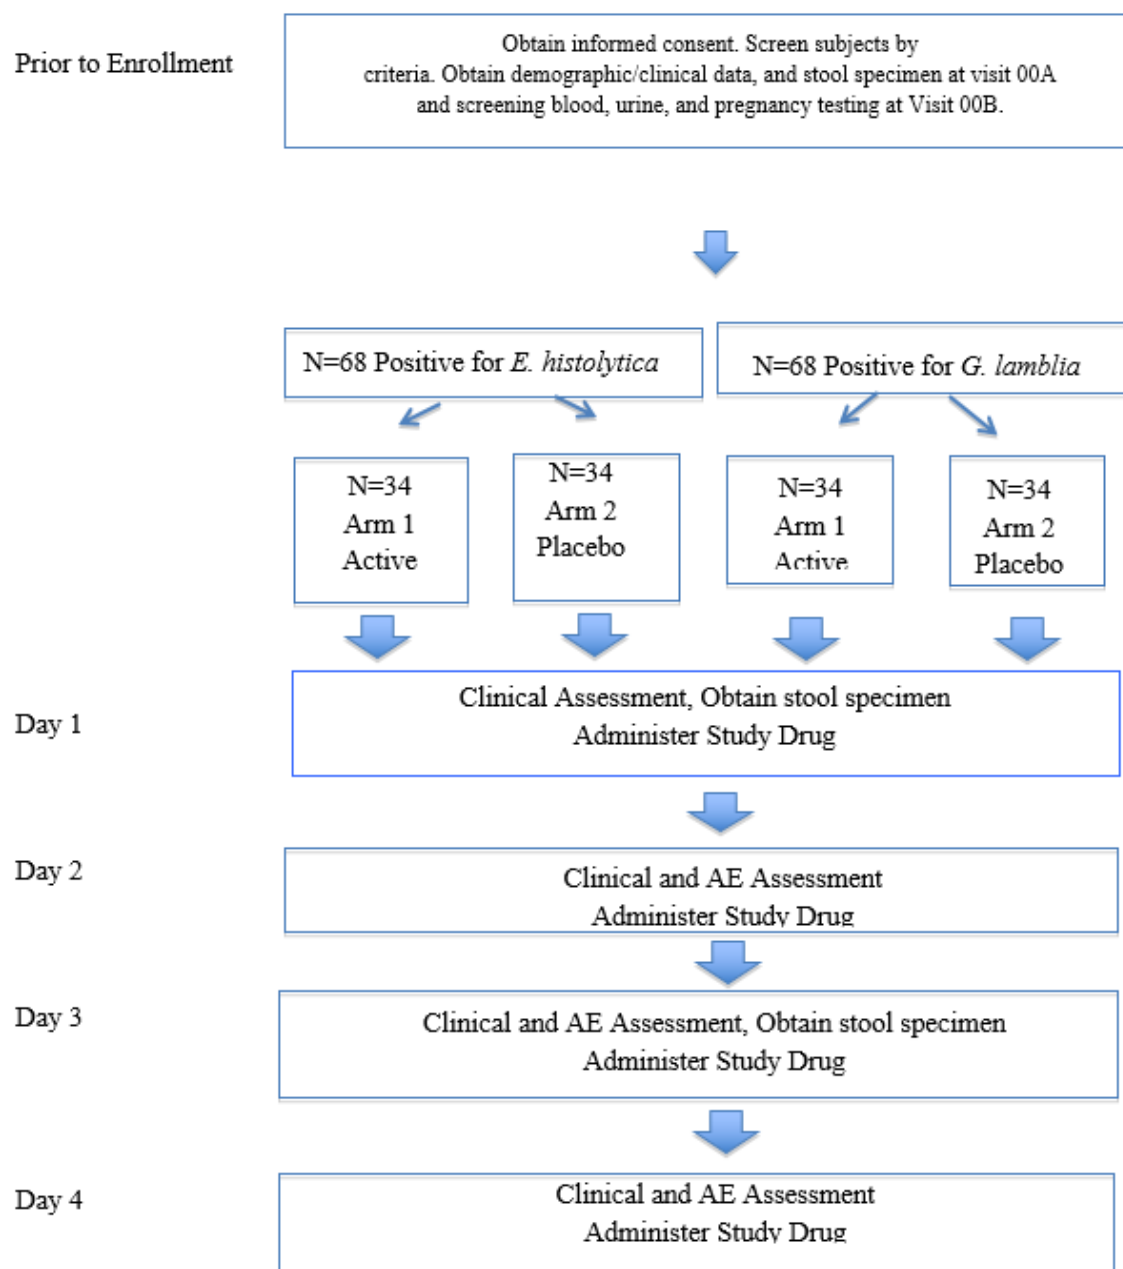 Prior to Enrollment
Obtain informed consent. Screen subjects by
criteria. Obtain demographic/clinical data, and stool specimen at visit 00A
and screening blood, urine, and pregnancy testing at Visit 00B.
N=68 Positive for E. histolytica
N=68 Positive for G. lamblia
N=34
Arm 1
Active
N=34
Arm 2
Placebo
N=34
Arm 1
Active
N=34
Arm 2
Placebo
Day 1
Clinical Assessment, Obtain stool specimen
Administer Study Drug
Day 2
Clinical and AE Assessment
Administer Study Drug
Day 3
Clinical and AE Assessment, Obtain stool specimen
Administer Study Drug
Day 4
Clinical and AE Assessment
Administer Study Drug